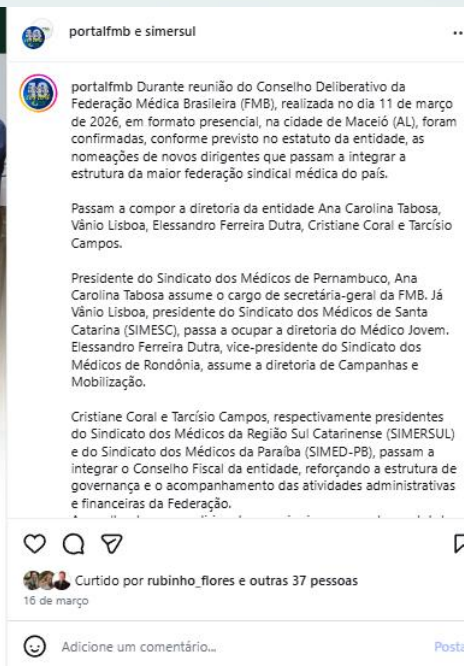 portalfmb e simersul
portalfmb Durante reunião do Conselho Deliberativo da
Federação Médica Brasileira (FMB), realizada no dia 11 de março
de 2026, em formato presencial, na cidade de Maceió (AL), foram
confirmadas, conforme previsto no estatuto da entidade, as
nomeações de novos dirigentes que passam a integrar a
estrutura da maior federação sindical médica do país.
Passam a compor a diretoria da entidade Ana Carolina Tabosa,
Vânio Lisboa, Elessandro Ferreira Dutra, Cristiane Coral e Tarcísio
Campos.
Presidente do Sindicato dos Médicos de Pernambuco, Ana
Carolina Tabosa assume o cargo de secretária-geral da FMB. Já
Vânio Lisboa, presidente do Sindicato dos Médicos de Santa
Catarina (SIMESC), passa a ocupar a diretoria do Médico Jovem.
Elessandro Ferreira Dutra, vice-presidente do Sindicato dos
Médicos de Rondônia, assume a diretoria de Campanhas e
Mobilização.
Cristiane Coral e Tarcísio Campos, respectivamente presidentes
do Sindicato dos Médicos da Região Sul Catarinense (SIMERSUL)
e do Sindicato dos Médicos da Paraíba (SIMED-PB), passam a
integrar o Conselho Fiscal da entidade, reforçando a estrutura de
governança e o acompanhamento das atividades administrativas
e financeiras da Federação.
Curtido por rubinho_flores e outras 37 pessoas
16 de março
Adicione um comentário...